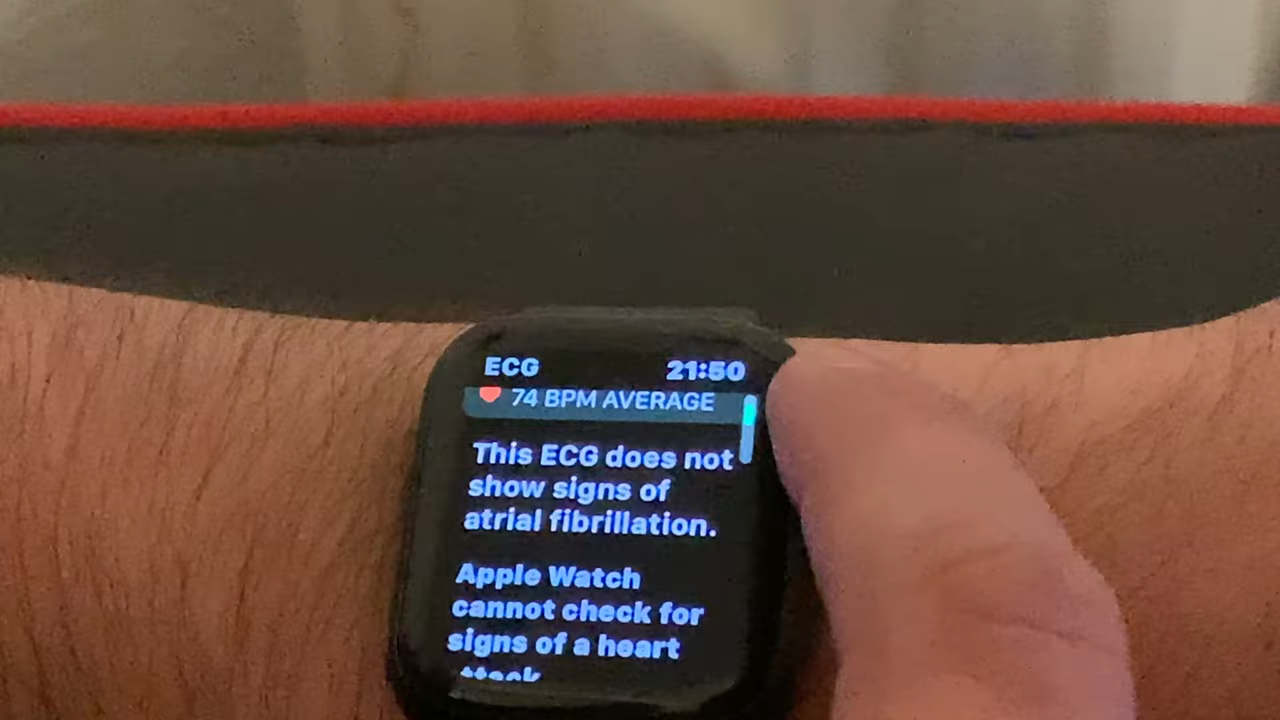 ECG 21:50
74 BPM AVERAGE
This ECG does not
show signs of
atrial fibrillation.
Apple Watch
cannot check for
signs of a heart